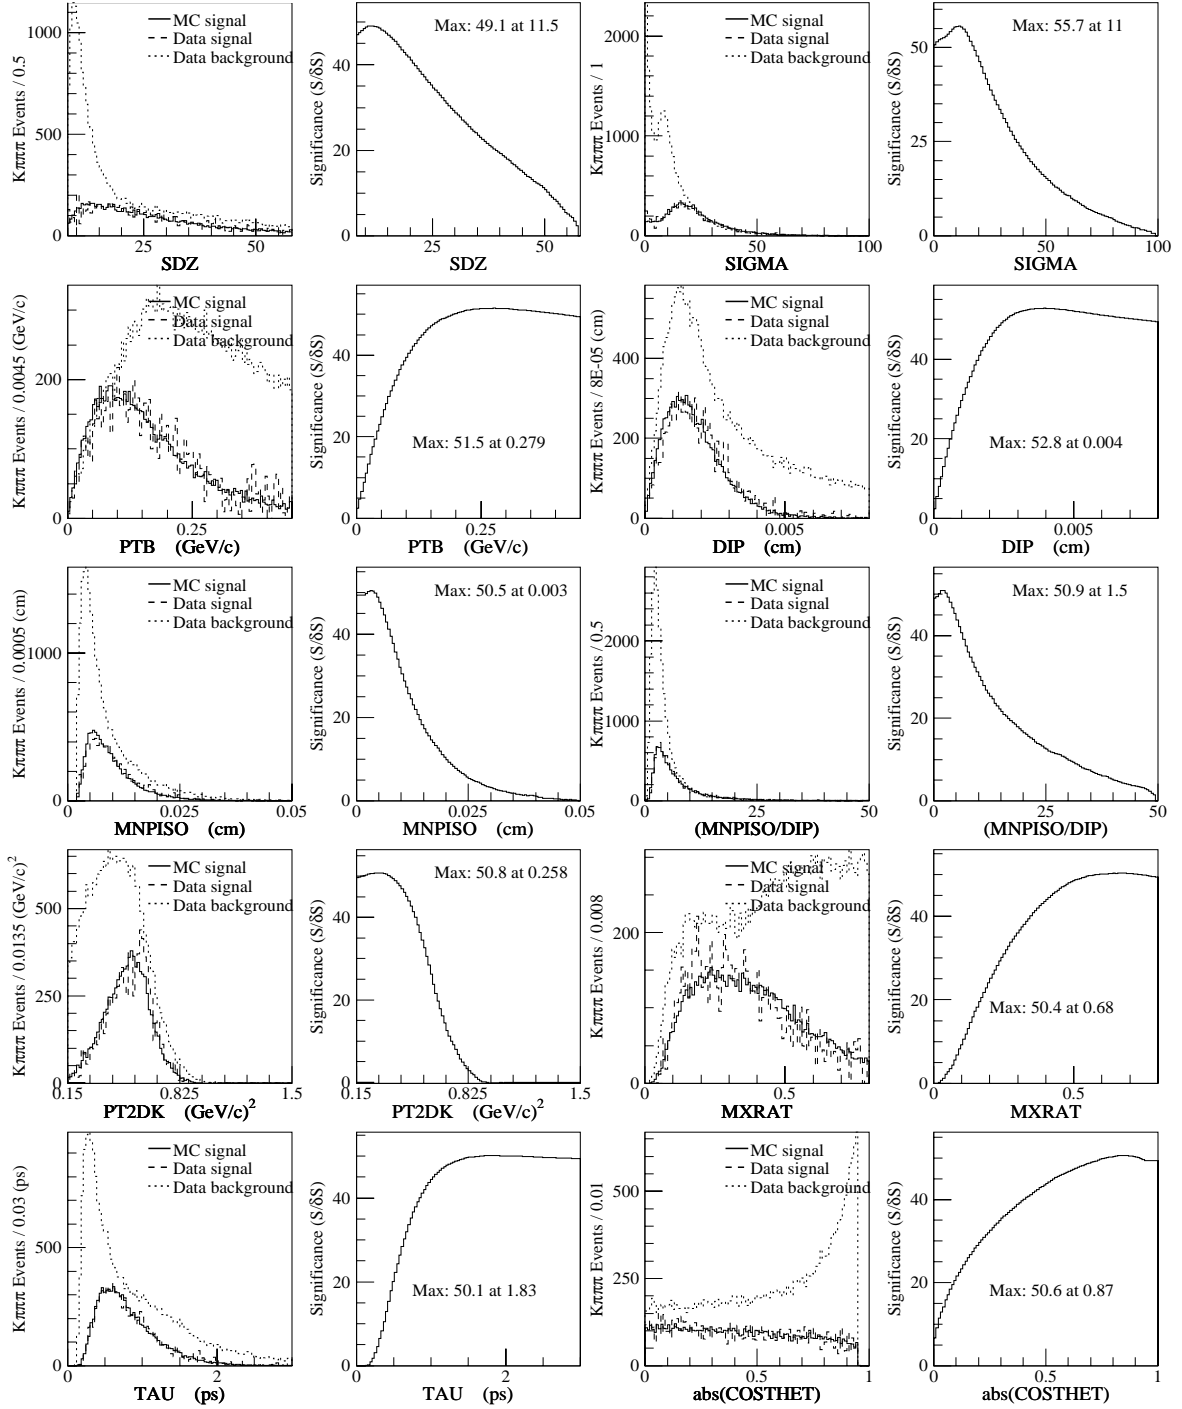 Kπππ Events / 0.5
1000
500
0
MC signal
Data signal
Data background
25
50
SDZ
Significance (S/δS)
40
20
0
Max: 49.1 at 11.5
25
50
SDZ
Kπππ Events / 1
2000
1000
0
MC signal
Data signal
Data background
0
50
100
SIGMA
Significance (S/δS)
50
25
0
Max: 55.7 at 11
0
50
100
SIGMA
Kπππ Events / 0.0045 (GeV/c)
200
0
MC signal
Data signal
Data background
0
0.25
PTB (GeV/c)
Significance (S/δS)
40
20
0
Max: 51.5 at 0.279
0
0.25
PTB (GeV/c)
Kπππ Events / 8E-05 (cm)
400
200
0
MC signal
Data signal
Data background
0
0.005
DIP (cm)
Significance (S/δS)
40
20
0
Max: 52.8 at 0.004
0
0.005
DIP (cm)
Kπππ Events / 0.0005 (cm)
1000
0
MC signal
Data signal
Data background
0
0.025
0.05
MNPISO (cm)
Significance (S/δS)
40
20
0
Max: 50.5 at 0.003
0
0.025
0.05
MNPISO (cm)
Kπππ Events / 0.5
2000
1000
0
MC signal
Data signal
Data background
0
25
50
(MNPISO/DIP)
Significance (S/δS)
40
20
0
Max: 50.9 at 1.5
0
25
50
(MNPISO/DIP)
Kπππ Events / 0.0135 (GeV/c)²
500
250
0
MC signal
Data signal
Data background
0.15
0.825
1.5
PT2DK (GeV/c)²
Significance (S/δS)
40
20
0
Max: 50.8 at 0.258
0.15
0.825
1.5
PT2DK (GeV/c)²
Kπππ Events / 0.008
200
0
MC signal
Data signal
Data background
0
0.5
MXRAT
Significance (S/δS)
40
20
0
Max: 50.4 at 0.68
0
0.5
MXRAT
Kπππ Events / 0.03 (ps)
500
0
MC signal
Data signal
Data background
0
2
TAU (ps)
Significance (S/δS)
40
20
0
Max: 50.1 at 1.83
0
2
TAU (ps)
Kπππ Events / 0.01
500
250
0
MC signal
Data signal
Data background
0
0.5
1
abs(COSTHET)
Significance (S/δS)
40
20
0
Max: 50.6 at 0.87
0
0.5
1
abs(COSTHET)